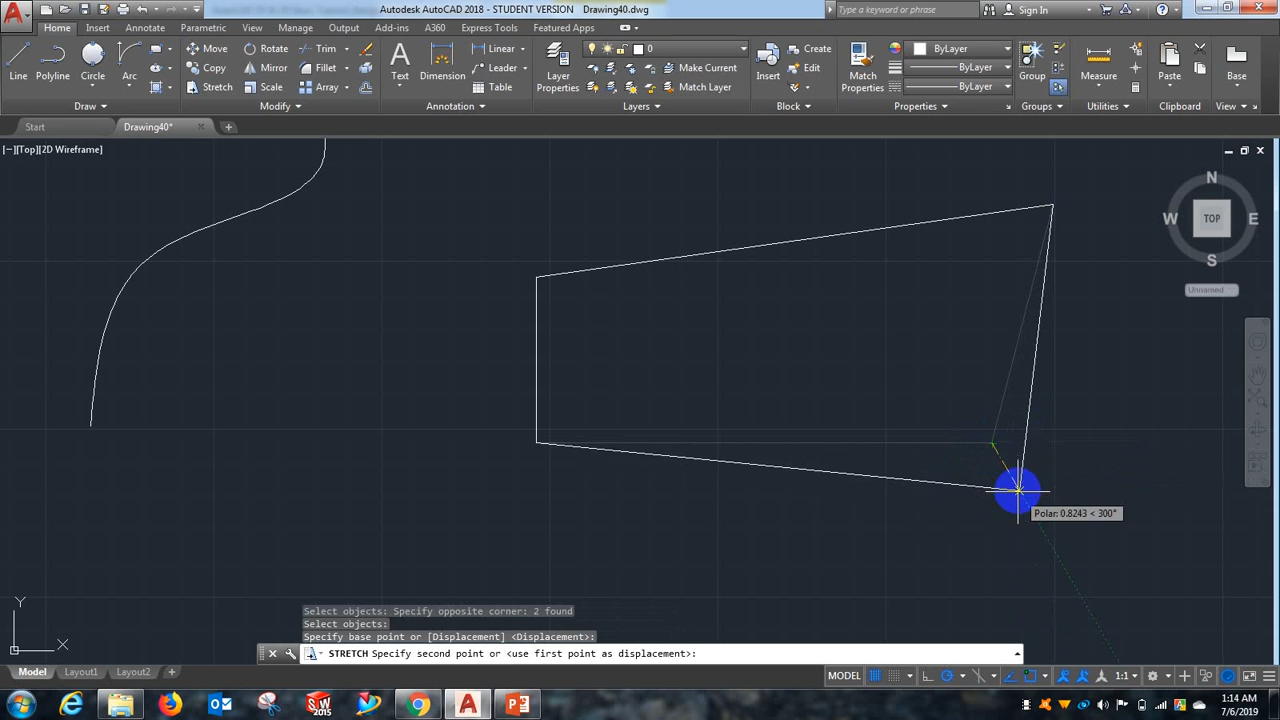 Autodesk AutoCAD 2018 - STUDENT VERSION Drawing40.dwg
Type a keyword or phrase
Sign In
Home Insert Annotate Parametric View Manage Output Add-ins A360 Express Tools Featured Apps
Line Polyline Circle Arc
Move Rotate Trim
Copy Mirror Fillet
Stretch Scale Array
Text Dimension
Linear
Leader
Table
Layer Properties
0
Make Current
Match Layer
Insert
Create
Edit
Match Properties
ByLayer
ByLayer
ByLayer
Group Measure Paste Base
Draw Modify Annotation Layers Block Properties Groups Utilities Clipboard View
Start Drawing40*
[−][Top][2D Wireframe]
N
W TOP E
S
Unnamed
Polar: 0.8243 < 300°
Y
X
Select objects: Specify opposite corner: 2 found
Select objects:
Specify base point or [Displacement] <Displacement>:
STRETCH Specify second point or <use first point as displacement>:
Model Layout1 Layout2
MODEL 1:1
SW 2015
1:14 AM
7/6/2019